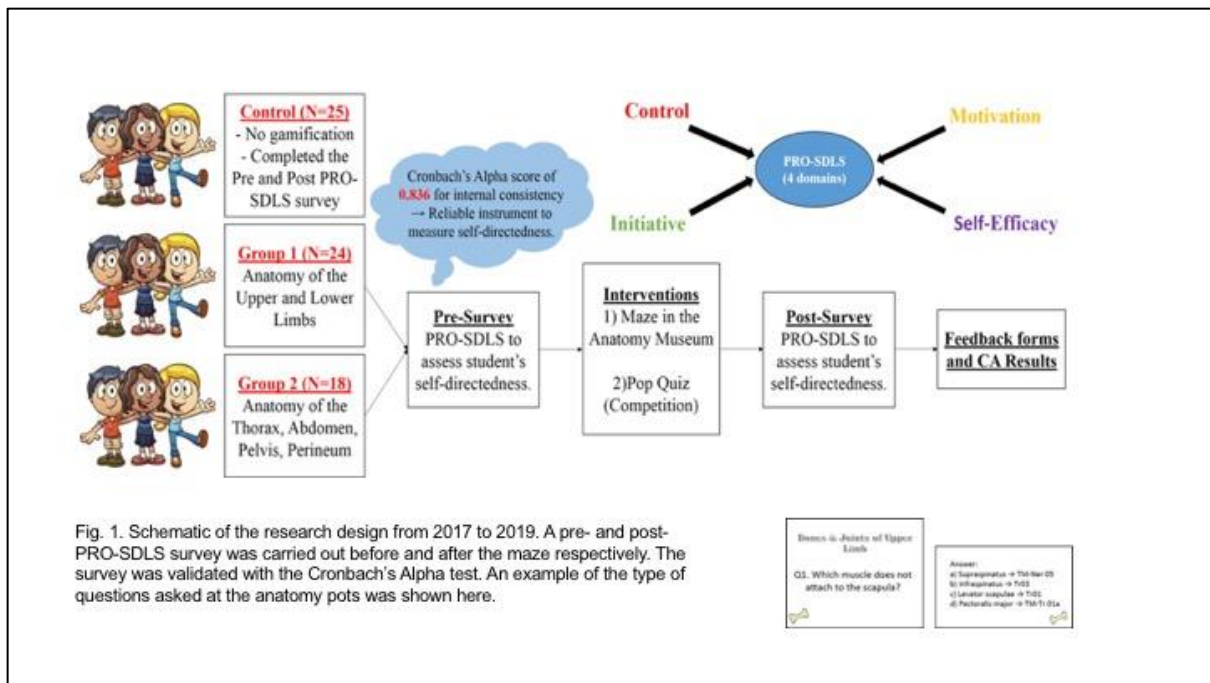 Control (N=25)
- No gamification
- Completed the
Pre and Post PRO-
SDLS survey
Group 1 (N=24)
Anatomy of the
Upper and Lower
Limbs
Group 2 (N=18)
Anatomy of the
Thorax, Abdomen,
Pelvis, Perineum
Cronbach's Alpha score of
0.836 for internal consistency
→ Reliable instrument to
measure self-directedness.
Pre-Survey
PRO-SDLS to
assess student's
self-directedness.
Interventions
1) Maze in the
Anatomy Museum
2)Pop Quiz
(Competition)
Post-Survey
PRO-SDLS to
assess student's
self-directedness.
Feedback forms
and CA Results
Control
Motivation
PRO-SDLS
(4 domains)
Initiative
Self-Efficacy
Fig. 1. Schematic of the research design from 2017 to 2019. A pre- and post-
PRO-SDLS survey was carried out before and after the maze respectively. The
survey was validated with the Cronbach's Alpha test. An example of the type of
questions asked at the anatomy pots was shown here.
Bones & Joints of Upper
Limb
Q1. Which muscle does not
attach to the scapula?
Answer:
a) Supraspinatus → TM-Ner 05
b) Infraspinatus → Tr03
c) Levator scapulae → Tr01
d) Pectoralis major → TM-Tr 01a